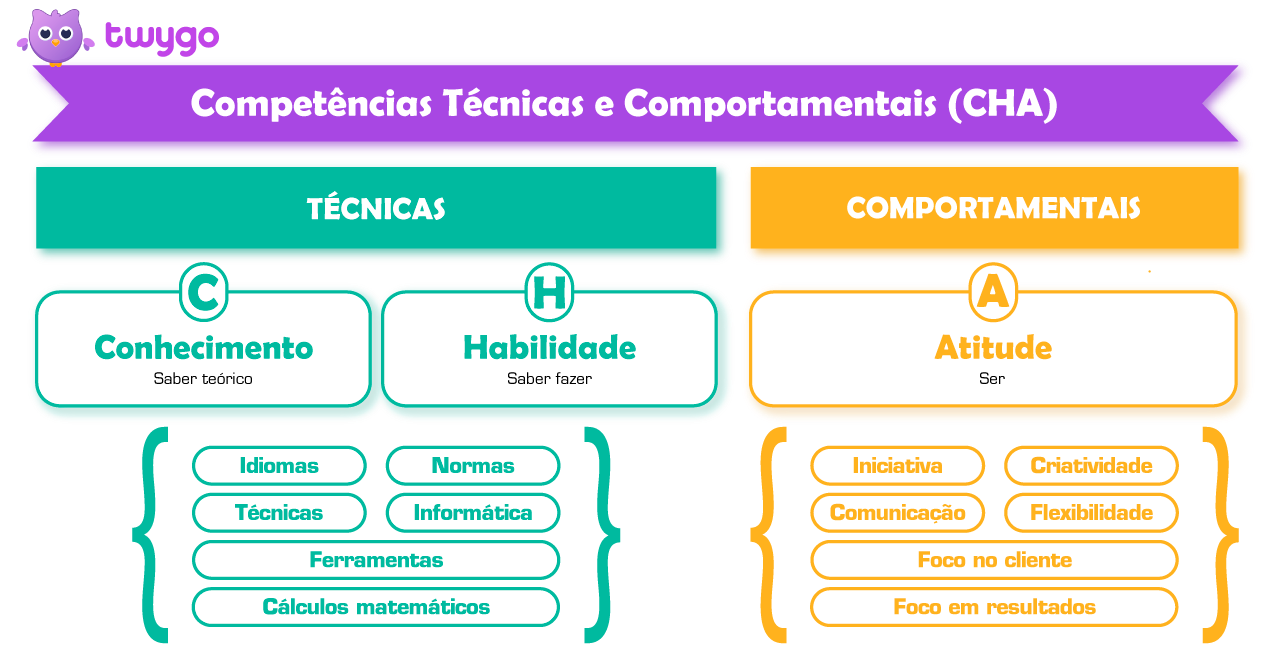 twygo
Competências Técnicas e Comportamentais (CHA)
TÉCNICAS
COMPORTAMENTAIS
C
Conhecimento
Saber teórico
H
Habilidade
Saber fazer
A
Atitude
Ser
Idiomas
Normas
Técnicas
Informática
Ferramentas
Cálculos matemáticos
Iniciativa
Criatividade
Comunicação
Flexibilidade
Foco no cliente
Foco em resultados